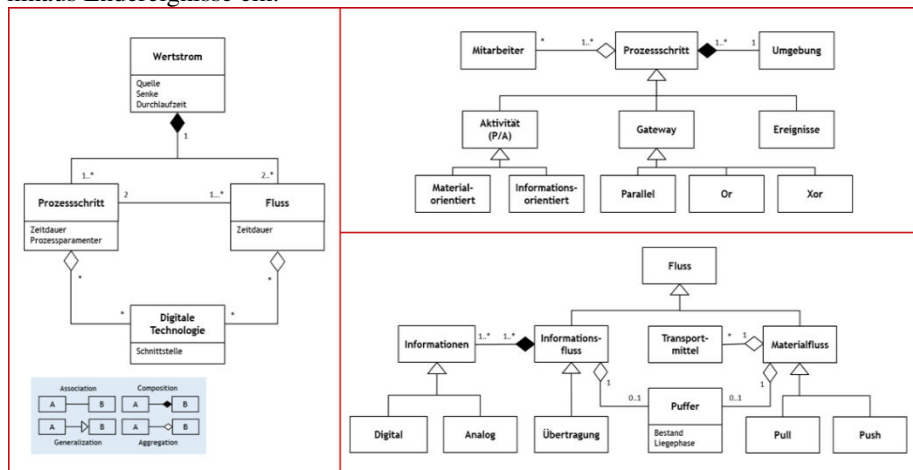 Wertstrom
Quelle
Senke
Durchlaufzeit
1
1..*
2..*
Prozessschritt
2
1..*
Fluss
Zeitdauer
Prozessparamenter
Zeitdauer
*
*
*
*
Digitale
Technologie
Schnittstelle
Association
Composition
A
B
A
B
A
B
A
B
Generalization
Aggregation
Mitarbeiter
*
1..*
Prozessschritt
1..*
1
Umgebung
Aktivität
(P/A)
Gateway
Ereignisse
Material-
orientiert
Informations-
orientiert
Parallel
Or
Xor
Fluss
Informationen
1..*
1..*
Informations-
fluss
Transport-
mittel
*
1
Materialfluss
1
1
0..1
Puffer
0..1
Bestand
Liegephase
Digital
Analog
Übertragung
Pull
Push